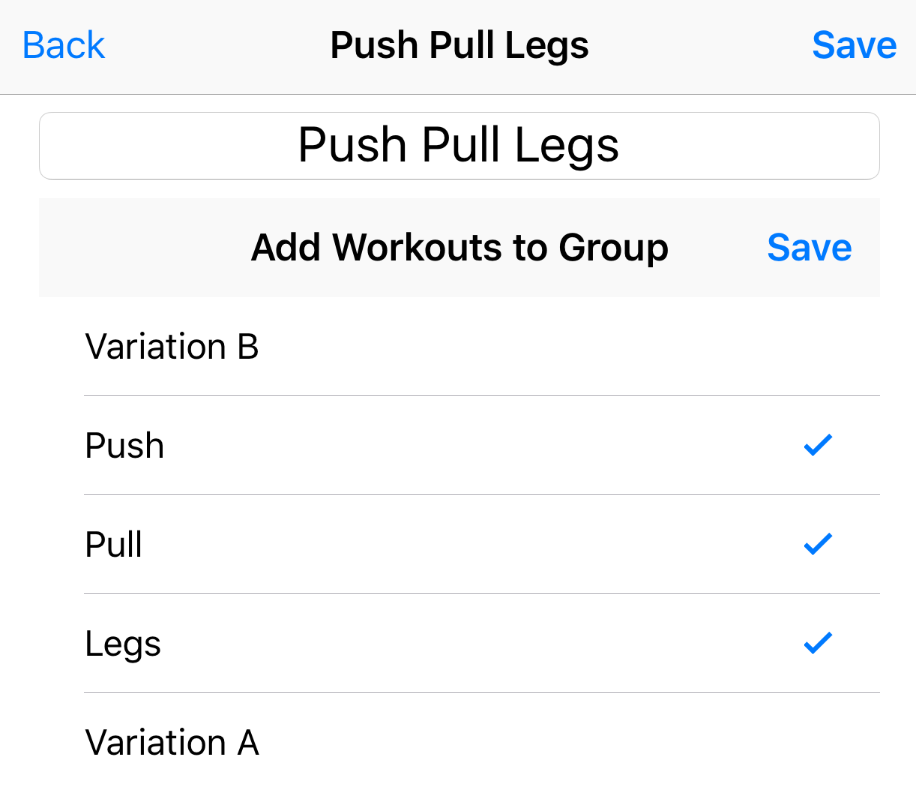 Back Push Pull Legs Save
Push Pull Legs
Add Workouts to Group Save
Variation B
Push
Pull
Legs
Variation A